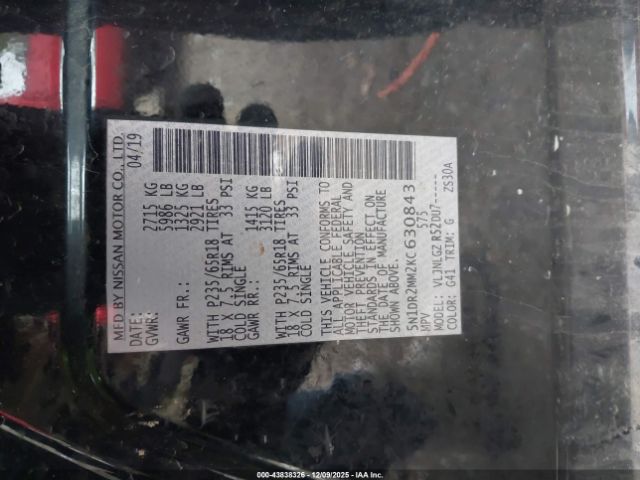 MFD BY NISSAN MOTOR CO., LTD.
DATE: 04/19
GVWR: 2715 KG
5986 LB
GAWR FR.: 1325 KG
2921 LB
WITH P235/65R18 TIRES
18 X 7.5 RIMS AT 33 PSI
COLD SINGLE
GAWR RR.: 1415 KG
3120 LB
WITH P235/65R18 TIRES
18 X 7.5 RIMS AT 33 PSI
COLD SINGLE
THIS VEHICLE CONFORMS TO
ALL APPLICABLE FEDERAL
MOTOR VEHICLE SAFETY AND
THEFT PREVENTION
STANDARDS IN EFFECT ON
THE DATE OF MANUFACTURE
SHOWN ABOVE.
5N1DR2MM2KC630843
MPV 575
MODEL: VLJNLGZ R52DU7-----
COLOR: G41 TRIM: G ZS30A
000-43838326 - 12/09/2025 - IAA Inc.